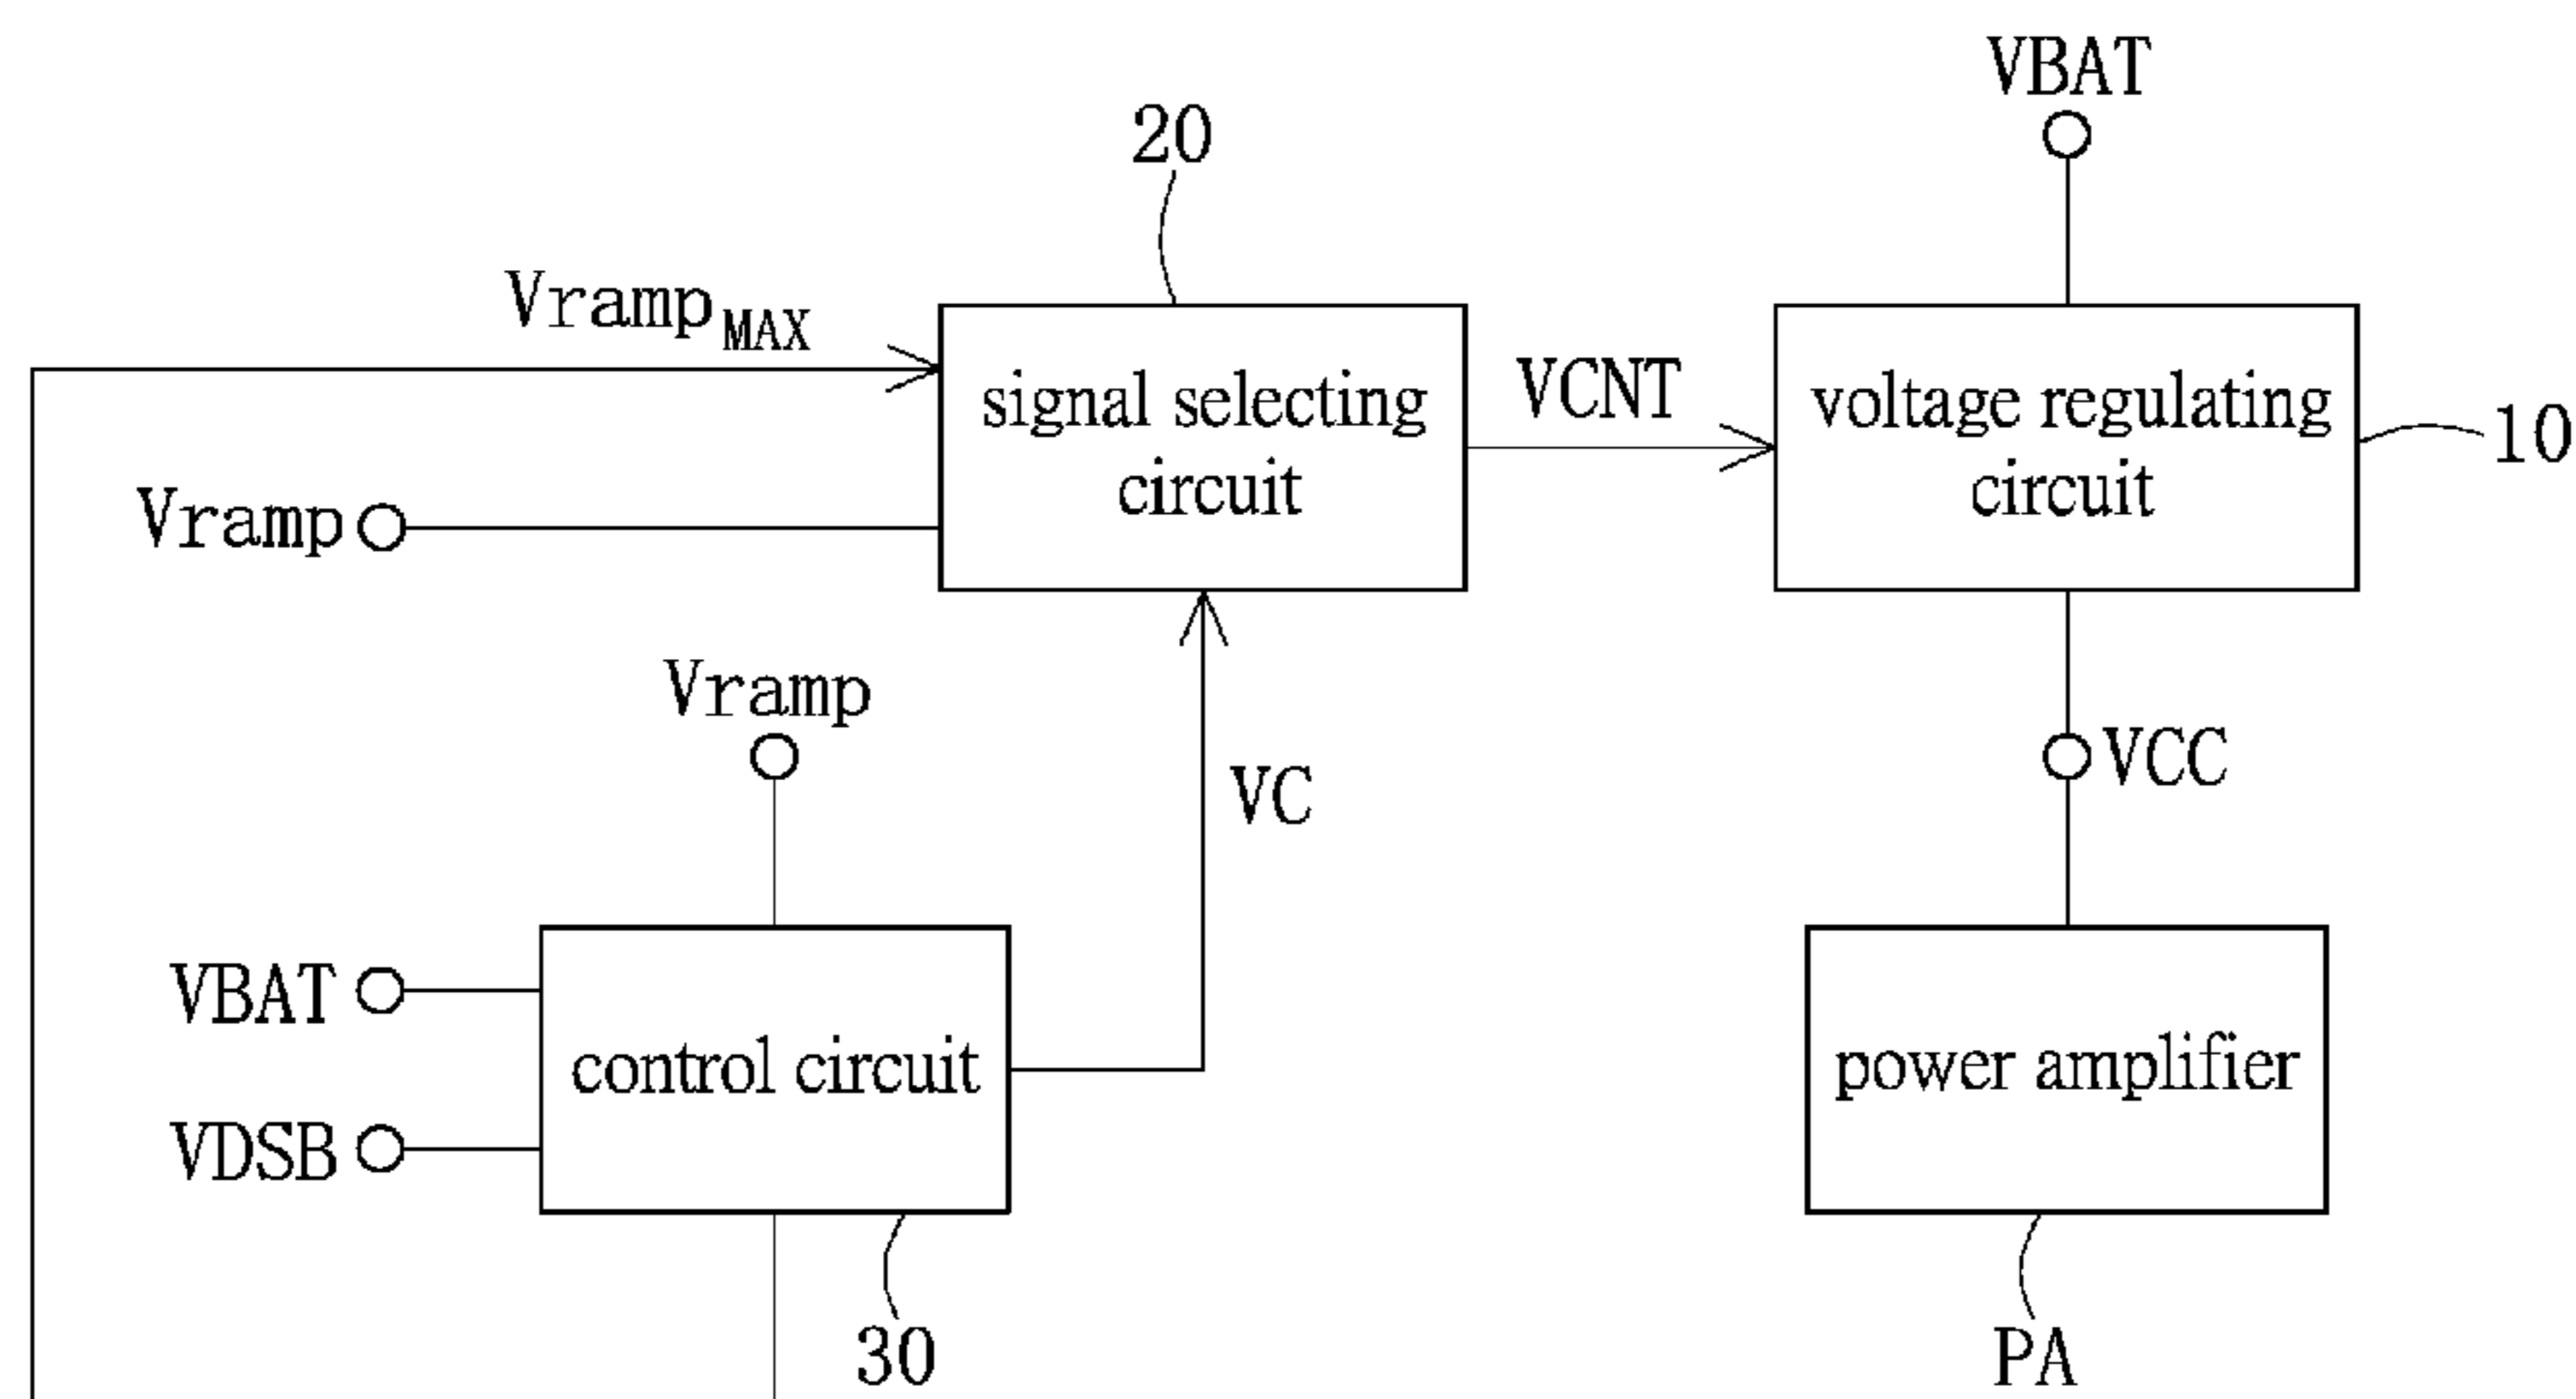 VBAT
20
VrampMAX
signal selecting
circuit
VCNT
voltage regulating
circuit
10
Vramp
Vramp
VC
VCC
VBAT
control circuit
VDSB
power amplifier
30
PA